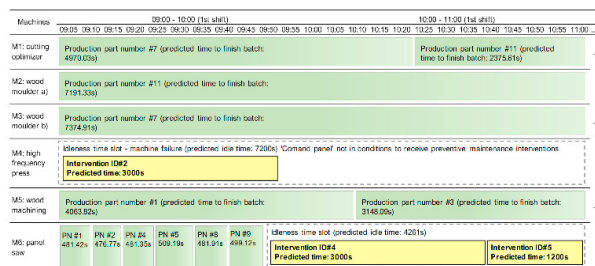 Machines
09:00 - 10:00 (1st shift)
10:00 - 11:00 (1st shift)
09:05 09:10 09:15 09:20 09:25 09:30 09:35 09:40 09:45 09:50 09:55 10:00 10:05 10:10 10:15 10:20 10:25 10:30 10:35 10:40 10:45 10:50 10:55 11:00 ...
M1: cutting
optimizer
Production part number #7 (predicted time to finish batch:
4970.03s)
Production part number #11 (predicted
time to finish batch: 2375.61s)
M2: wood
moulder a)
Production part number #11 (predicted time to finish batch:
7191.33s)
M3: wood
moulder b)
Production part number #7 (predicted time to finish batch:
7374.91s)
M4: high
frequency
press
Idleness time slot - machine failure (predicted idle time: 7200s) 'Comand panel' not in conditions to receive preventive maintenance interventions
Intervention ID#2
Predicted time: 3000s
M5: wood
machining
Production part number #1 (predicted time to finish batch:
4063.82s)
Production part number #3 (predicted time to finish batch:
3148.09s)
M6: panel
saw
PN #1
481.42s
PN #2
476.77s
PN #4
481.35s
PN #5
509.19s
PN #8
481.91s
PN #9
499.12s
Idleness time slot (predicted idle time: 4261s)
Intervention ID#4
Predicted time: 3000s
Intervention ID#5
Predicted time: 1200s